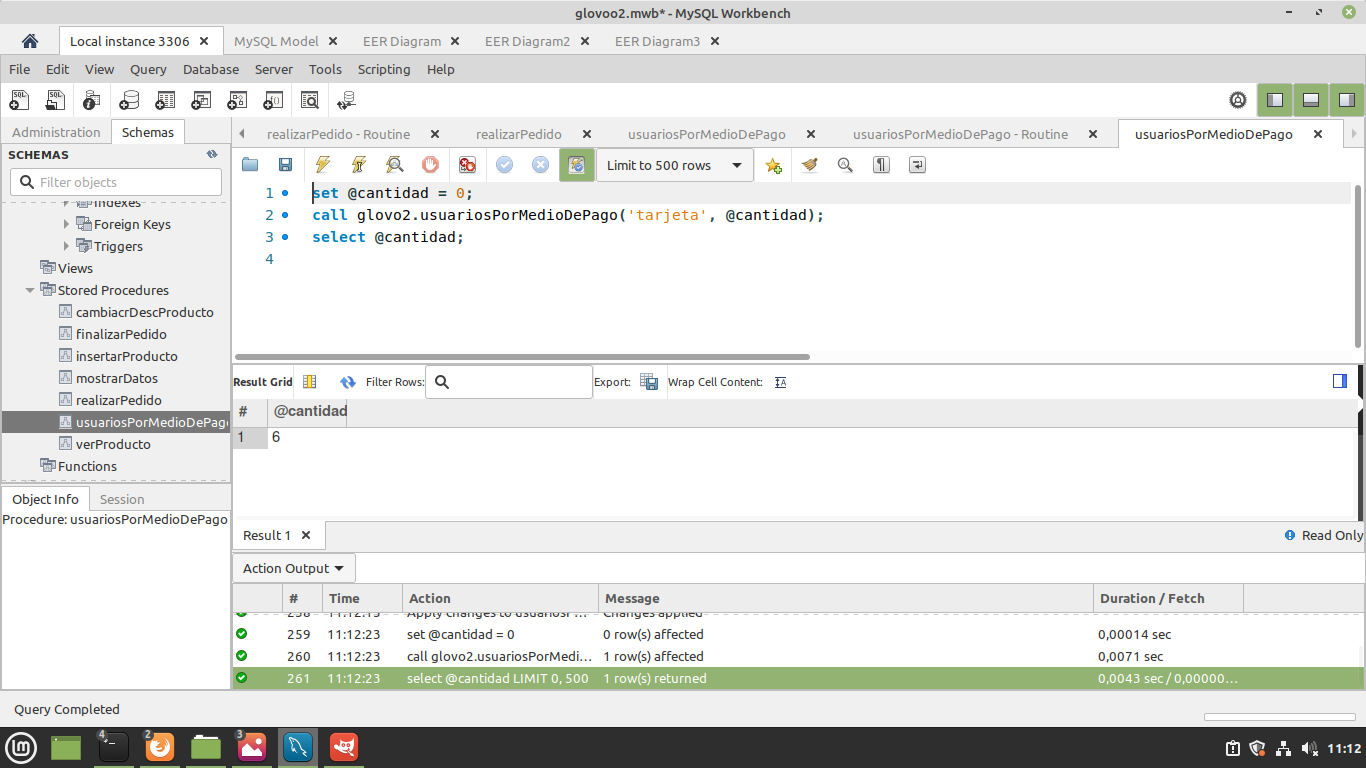 glovoo2.mwb* - MySQL Workbench
Local instance 3306 MySQL Model EER Diagram EER Diagram2 EER Diagram3
File Edit View Query Database Server Tools Scripting Help
Administration Schemas
realizarPedido - Routine realizarPedido usuariosPorMedioDePago usuariosPorMedioDePago - Routine usuariosPorMedioDePago
SCHEMAS
Filter objects
Limit to 500 rows
1 set @cantidad = 0;
2 call glovo2.usuariosPorMedioDePago('tarjeta', @cantidad);
3 select @cantidad;
4
Indexes
Foreign Keys
Triggers
Views
Stored Procedures
cambiacrDescProducto
finalizarPedido
insertarProducto
mostrarDatos
realizarPedido
usuariosPorMedioDePago
verProducto
Functions
Object Info Session
Procedure: usuariosPorMedioDePago
Result Grid Filter Rows: Export: Wrap Cell Content:
# @cantidad
1 6
Result 1 Read Only
Action Output
# Time Action Message Duration / Fetch
258 11:12:15 Apply changes to usuariosP... Changes applied
259 11:12:23 set @cantidad = 0 0 row(s) affected 0,00014 sec
260 11:12:23 call glovo2.usuariosPorMedi... 1 row(s) affected 0,0071 sec
261 11:12:23 select @cantidad LIMIT 0, 500 1 row(s) returned 0,0043 sec / 0,00000...
Query Completed
4 2 3 11:12